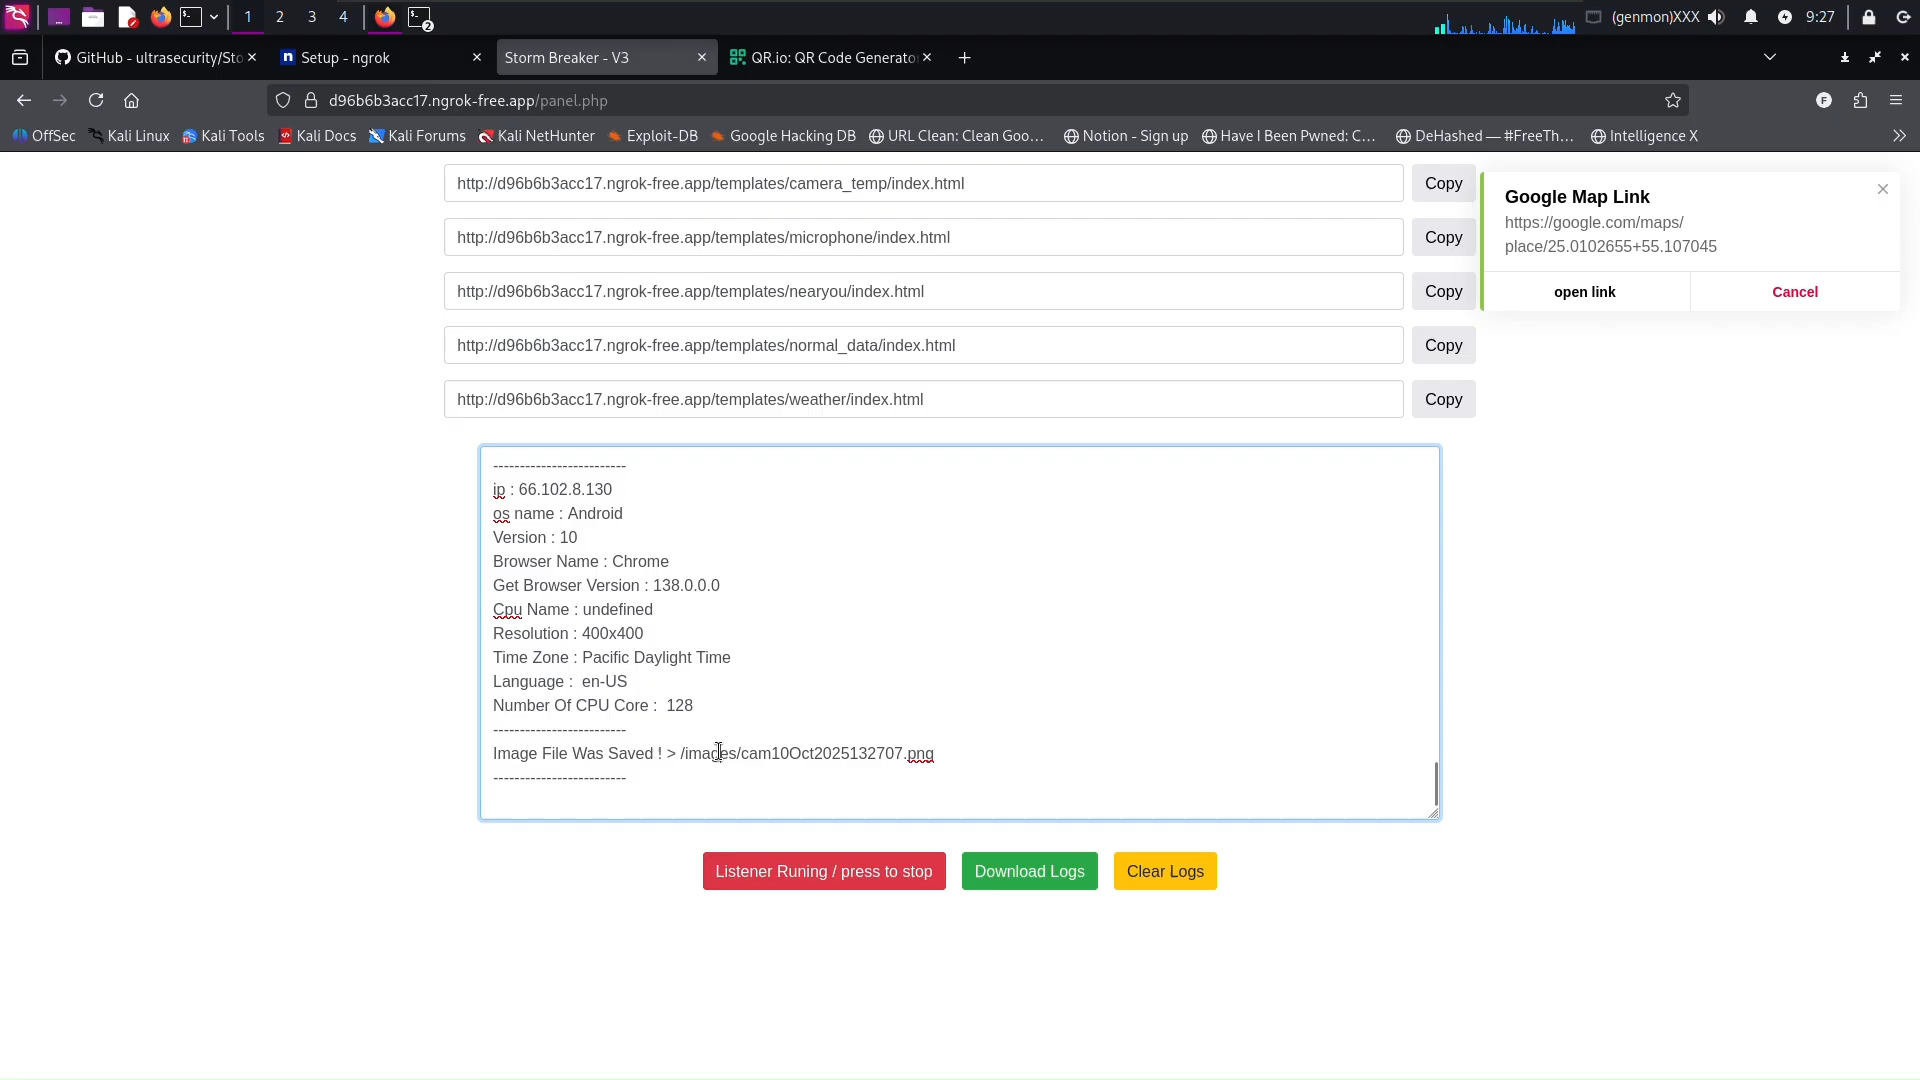 1 2 3 4
2
(genmon)XXX 9:27
GitHub - ultrasecurity/Sto
Setup - ngrok
Storm Breaker - V3
QR.io: QR Code Generato
d96b6b3acc17.ngrok-free.app/panel.php
F
OffSec Kali Linux Kali Tools Kali Docs Kali Forums Kali NetHunter Exploit-DB Google Hacking DB URL Clean: Clean Goo... Notion - Sign up Have I Been Pwned: C... DeHashed — #FreeTh... Intelligence X
http://d96b6b3acc17.ngrok-free.app/templates/camera_temp/index.html Copy
http://d96b6b3acc17.ngrok-free.app/templates/microphone/index.html Copy
http://d96b6b3acc17.ngrok-free.app/templates/nearyou/index.html Copy
http://d96b6b3acc17.ngrok-free.app/templates/normal_data/index.html Copy
http://d96b6b3acc17.ngrok-free.app/templates/weather/index.html Copy
Google Map Link
https://google.com/maps/
place/25.0102655+55.107045
open link Cancel
-------------------------
ip : 66.102.8.130
os name : Android
Version : 10
Browser Name : Chrome
Get Browser Version : 138.0.0.0
Cpu Name : undefined
Resolution : 400x400
Time Zone : Pacific Daylight Time
Language :  en-US
Number Of CPU Core :  128
-------------------------
Image File Was Saved ! > /images/cam10Oct2025132707.png
-------------------------
Listener Runing / press to stop Download Logs Clear Logs